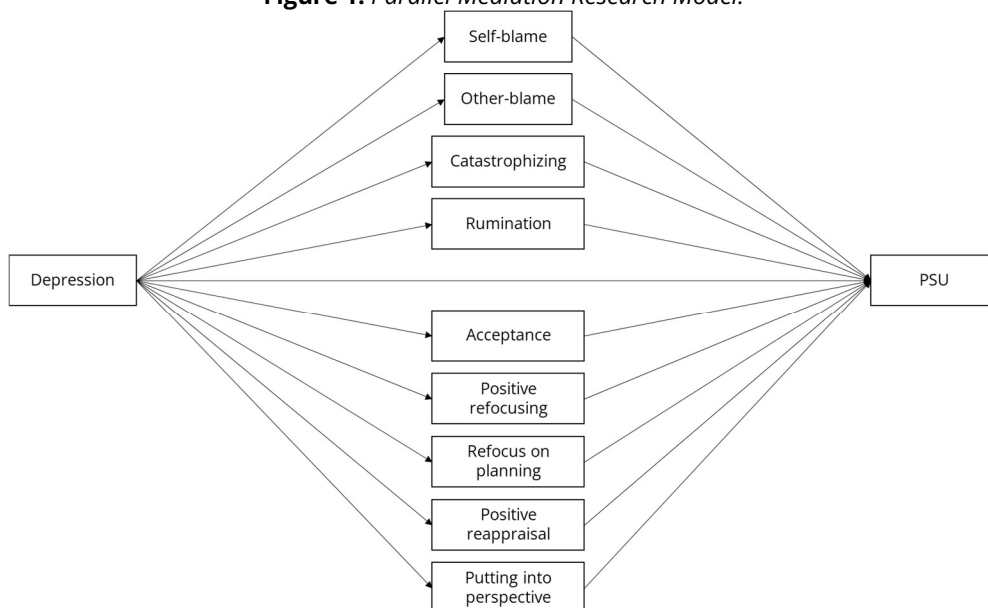 Figure 1. Parallel Mediation Research Model.
Self-blame
Other-blame
Catastrophizing
Rumination
Depression
PSU
Acceptance
Positive
refocusing
Refocus on
planning
Positive
reappraisal
Putting into
perspective